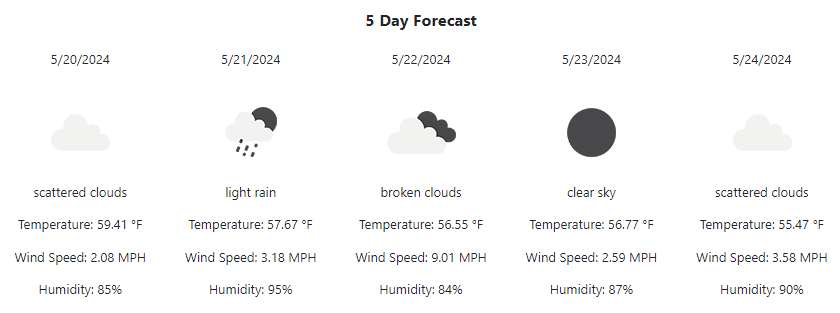 5 Day Forecast
5/20/2024
5/21/2024
5/22/2024
5/23/2024
5/24/2024
scattered clouds
light rain
broken clouds
clear sky
scattered clouds
Temperature: 59.41 °F
Temperature: 57.67 °F
Temperature: 56.55 °F
Temperature: 56.77 °F
Temperature: 55.47 °F
Wind Speed: 2.08 MPH
Wind Speed: 3.18 MPH
Wind Speed: 9.01 MPH
Wind Speed: 2.59 MPH
Wind Speed: 3.58 MPH
Humidity: 85%
Humidity: 95%
Humidity: 84%
Humidity: 87%
Humidity: 90%